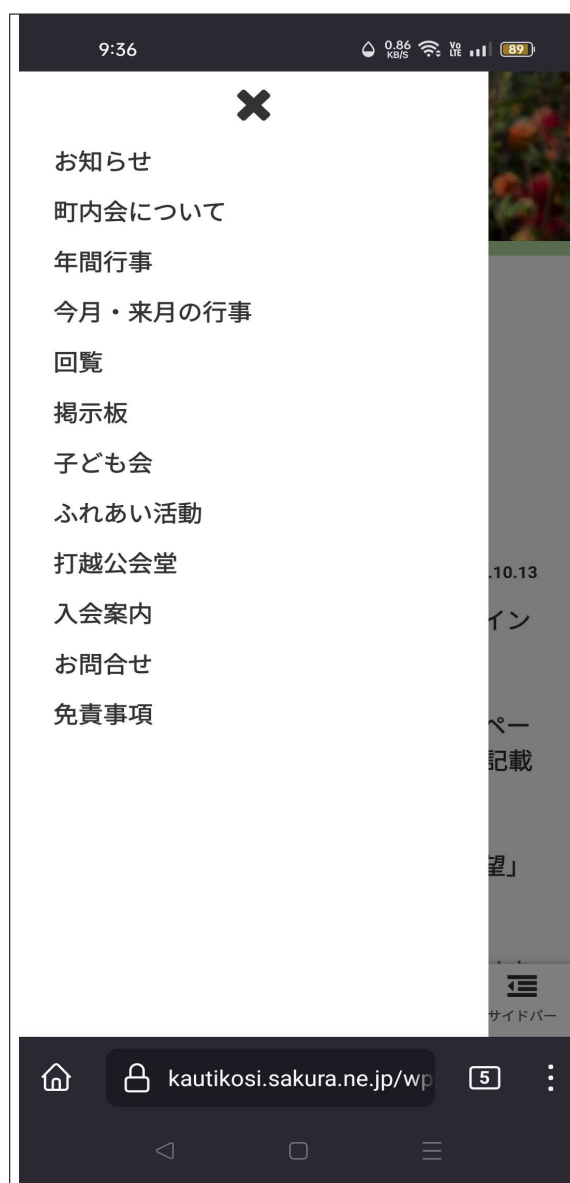 9:36
0.86
KB/S
Vo
LTE
89
お知らせ
町内会について
年間行事
今月・来月の行事
回覧
掲示板
子ども会
ふれあい活動
打越公会堂
.10.13
入会案内
イン
お問合せ
免責事項
ペー
記載
望」
サイドバー
kautikosi.sakura.ne.jp/wp
5